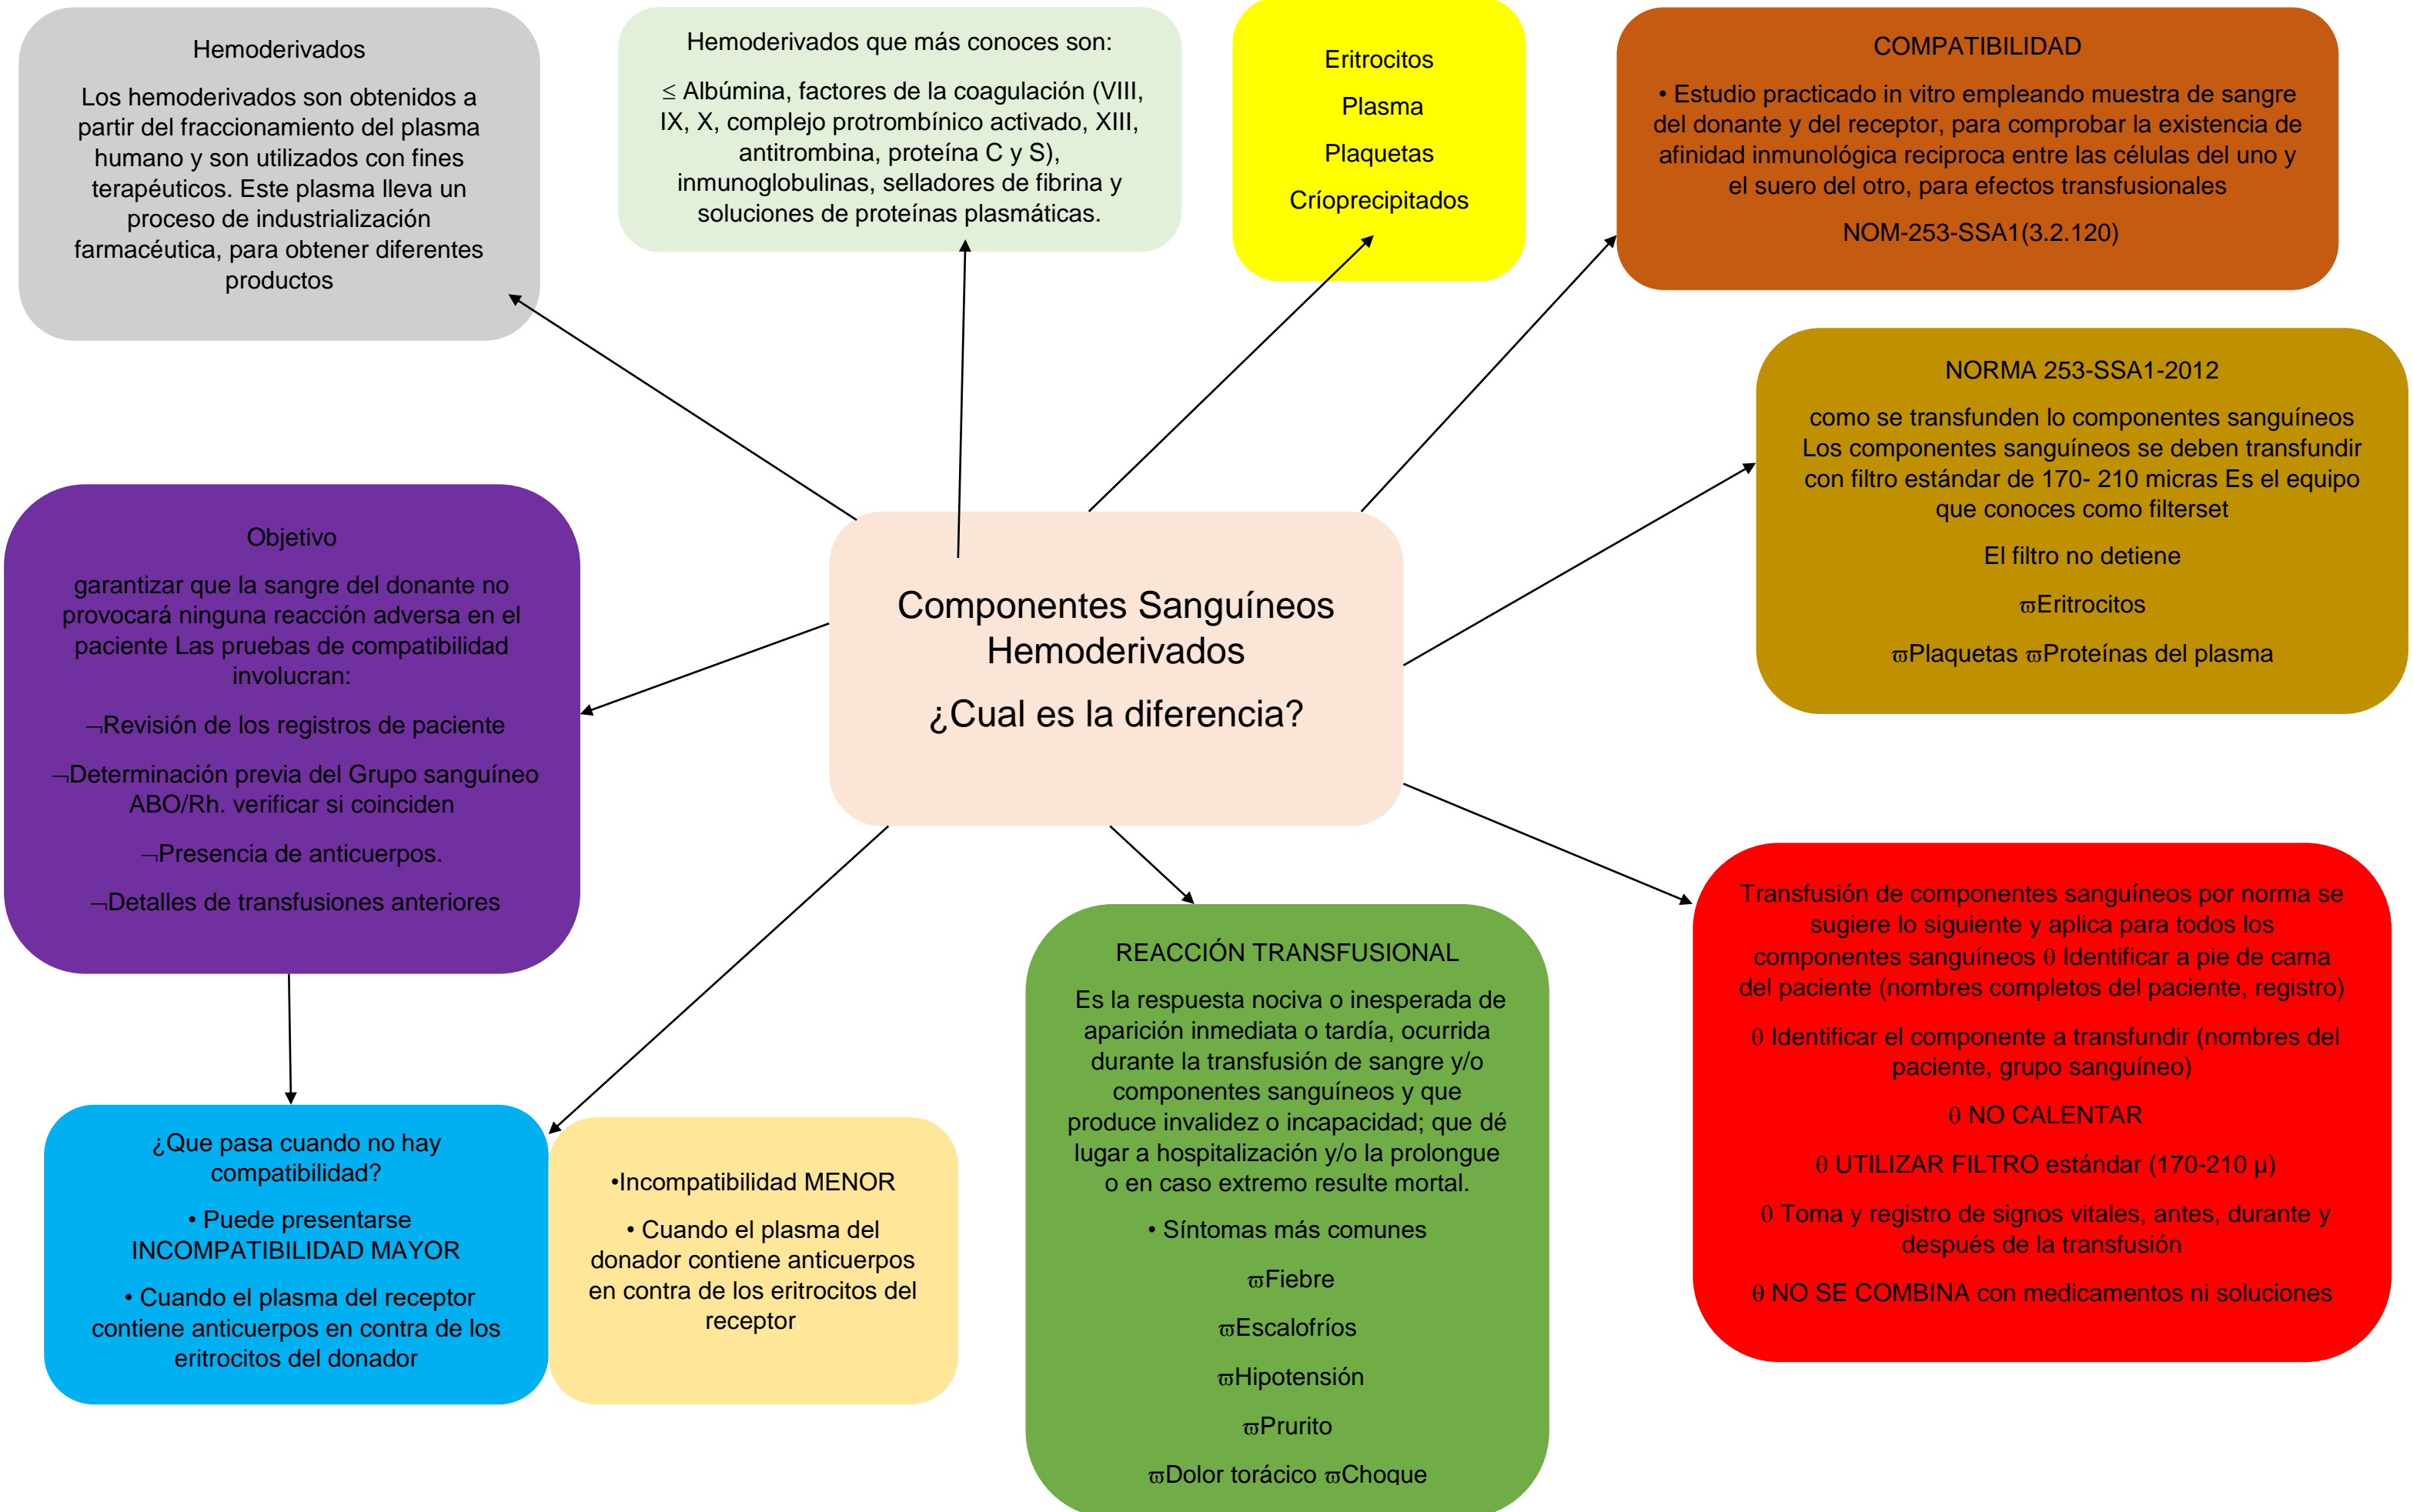 Hemoderivados
Los hemoderivados son obtenidos a
partir del fraccionamiento del plasma
humano y son utilizados con fines
terapéuticos. Este plasma lleva un
proceso de industrialización
farmacéutica, para obtener diferentes
productos
Hemoderivados que más conoces son:
≤ Albúmina, factores de la coagulación (VIII,
IX, X, complejo protrombínico activado, XIII,
antitrombina, proteína C y S),
inmunoglobulinas, selladores de fibrina y
soluciones de proteínas plasmáticas.
Eritrocitos
Plasma
Plaquetas
Críoprecipitados
COMPATIBILIDAD
• Estudio practicado in vitro empleando muestra de sangre
del donante y del receptor, para comprobar la existencia de
afinidad inmunológica reciproca entre las células del uno y
el suero del otro, para efectos transfusionales
NOM-253-SSA1(3.2.120)
NORMA 253-SSA1-2012
como se transfunden lo componentes sanguíneos
Los componentes sanguíneos se deben transfundir
con filtro estándar de 170- 210 micras Es el equipo
que conoces como filterset
El filtro no detiene
ϖEritrocitos
ϖPlaquetas ϖProteínas del plasma
Objetivo
garantizar que la sangre del donante no
provocará ninguna reacción adversa en el
paciente Las pruebas de compatibilidad
involucran:
¬Revisión de los registros de paciente
¬Determinación previa del Grupo sanguíneo
ABO/Rh. verificar si coinciden
¬Presencia de anticuerpos.
¬Detalles de transfusiones anteriores
Componentes Sanguíneos
Hemoderivados
¿Cual es la diferencia?
¿Que pasa cuando no hay
compatibilidad?
• Puede presentarse
INCOMPATIBILIDAD MAYOR
• Cuando el plasma del receptor
contiene anticuerpos en contra de los
eritrocitos del donador
•Incompatibilidad MENOR
• Cuando el plasma del
donador contiene anticuerpos
en contra de los eritrocitos del
receptor
REACCIÓN TRANSFUSIONAL
Es la respuesta nociva o inesperada de
aparición inmediata o tardía, ocurrida
durante la transfusión de sangre y/o
componentes sanguíneos y que
produce invalidez o incapacidad; que dé
lugar a hospitalización y/o la prolongue
o en caso extremo resulte mortal.
• Síntomas más comunes
ϖFiebre
ϖEscalofríos
ϖHipotensión
ϖPrurito
ϖDolor torácico ϖChoque
Transfusión de componentes sanguíneos por norma se
sugiere lo siguiente y aplica para todos los
componentes sanguíneos θ Identificar a pie de cama
del paciente (nombres completos del paciente, registro)
θ Identificar el componente a transfundir (nombres del
paciente, grupo sanguíneo)
θ NO CALENTAR
θ UTILIZAR FILTRO estándar (170-210 µ)
θ Toma y registro de signos vitales, antes, durante y
después de la transfusión
θ NO SE COMBINA con medicamentos ni soluciones